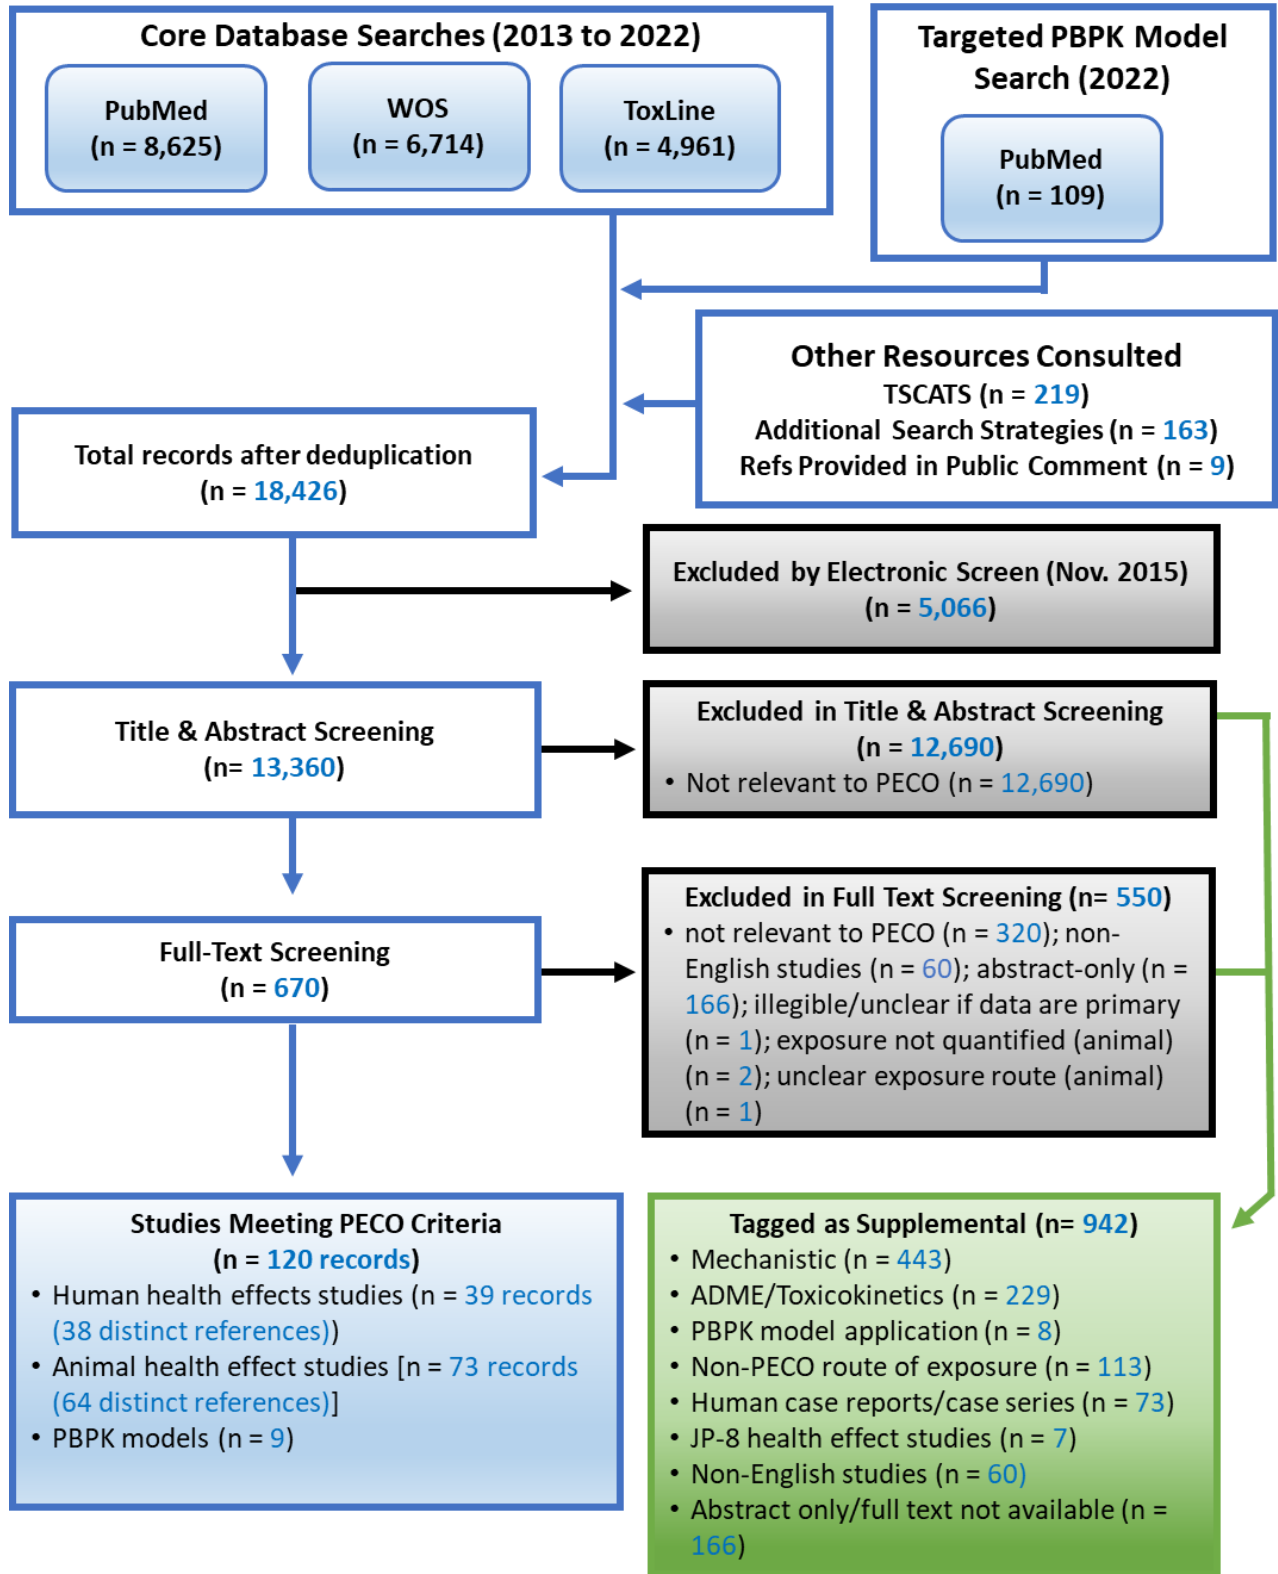 Core Database Searches (2013 to 2022)
PubMed
(n = 8,625)
WOS
(n = 6,714)
ToxLine
(n = 4,961)
Targeted PBPK Model
Search (2022)
PubMed
(n = 109)
Other Resources Consulted
TSCATS (n = 219)
Additional Search Strategies (n = 163)
Refs Provided in Public Comment (n = 9)
Total records after deduplication
(n = 18,426)
Excluded by Electronic Screen (Nov. 2015)
(n = 5,066)
Title & Abstract Screening
(n= 13,360)
Excluded in Title & Abstract Screening
(n = 12,690)
• Not relevant to PECO (n = 12,690)
Full-Text Screening
(n = 670)
Excluded in Full Text Screening (n= 550)
• not relevant to PECO (n = 320); non-
English studies (n = 60); abstract-only (n =
166); illegible/unclear if data are primary
(n = 1); exposure not quantified (animal)
(n = 2); unclear exposure route (animal)
(n = 1)
Studies Meeting PECO Criteria
(n = 120 records)
• Human health effects studies (n = 39 records
(38 distinct references))
• Animal health effect studies [n = 73 records
(64 distinct references)]
• PBPK models (n = 9)
Tagged as Supplemental (n= 942)
• Mechanistic (n = 443)
• ADME/Toxicokinetics (n = 229)
• PBPK model application (n = 8)
• Non-PECO route of exposure (n = 113)
• Human case reports/case series (n = 73)
• JP-8 health effect studies (n = 7)
• Non-English studies (n = 60)
• Abstract only/full text not available (n =
166)